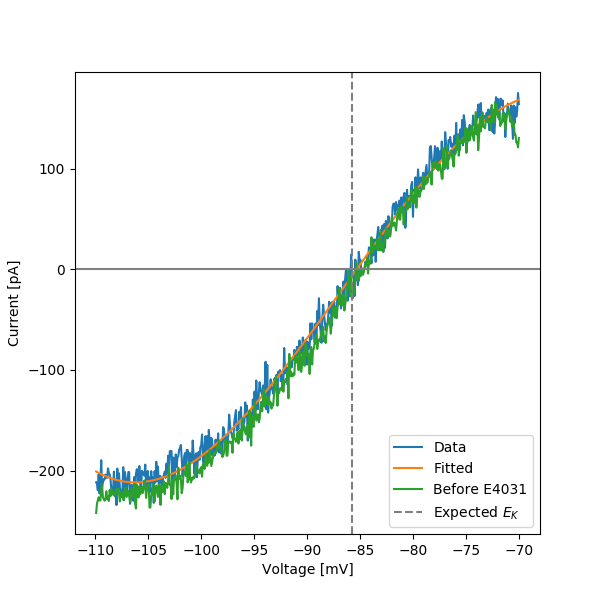 100
0
−100
−200
Current [pA]
−110
−105
−100
−95
−90
−85
−80
−75
−70
Voltage [mV]
Data
Fitted
Before E4031
Expected E_K